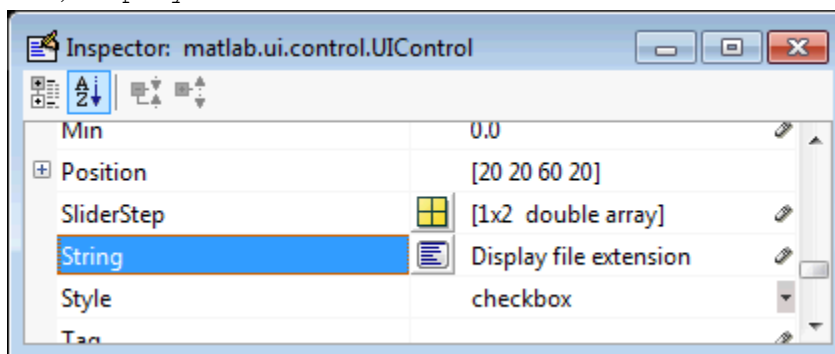 Inspector: matlab.ui.control.UIControl
Min 0.0
Position [20 20 60 20]
SliderStep [1x2 double array]
String Display file extension
Style checkbox
Tag